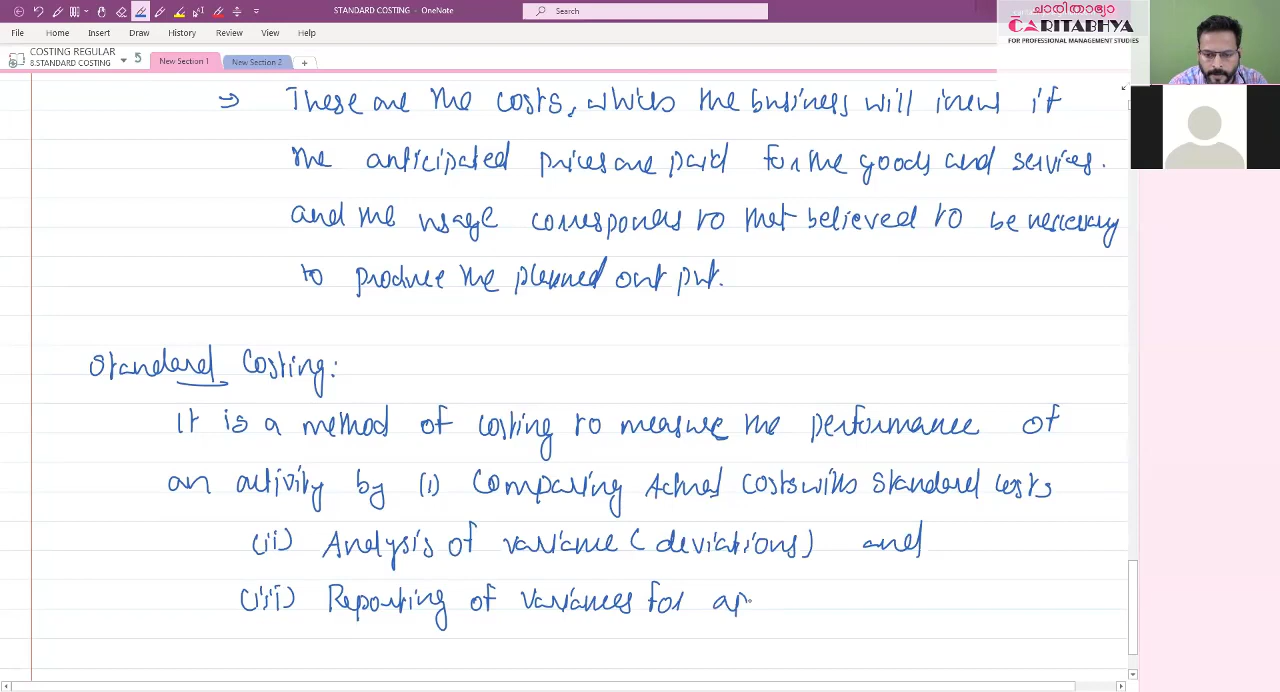 STANDARD COSTING - OneNote
Search
ചാരിതാഭ്യാ
CARITABHYA
FOR PROFESSIONAL MANAGEMENT STUDIES
File Home Insert Draw History Review View Help
COSTING REGULAR
8.STANDARD COSTING
New Section 1 New Section 2 +
⇒ These are the costs, which the business will incur if
the anticipated prices are paid for the goods and services.
and the usage corresponds to that believed to be necessary
to produce the planned out put.
Standard Costing:
It is a method of costing to measure the performance of
an activity by (i) Comparing Actual costs with standard costs
(ii) Analysis of variance (deviations) and
(iii) Reporting of variances for ap